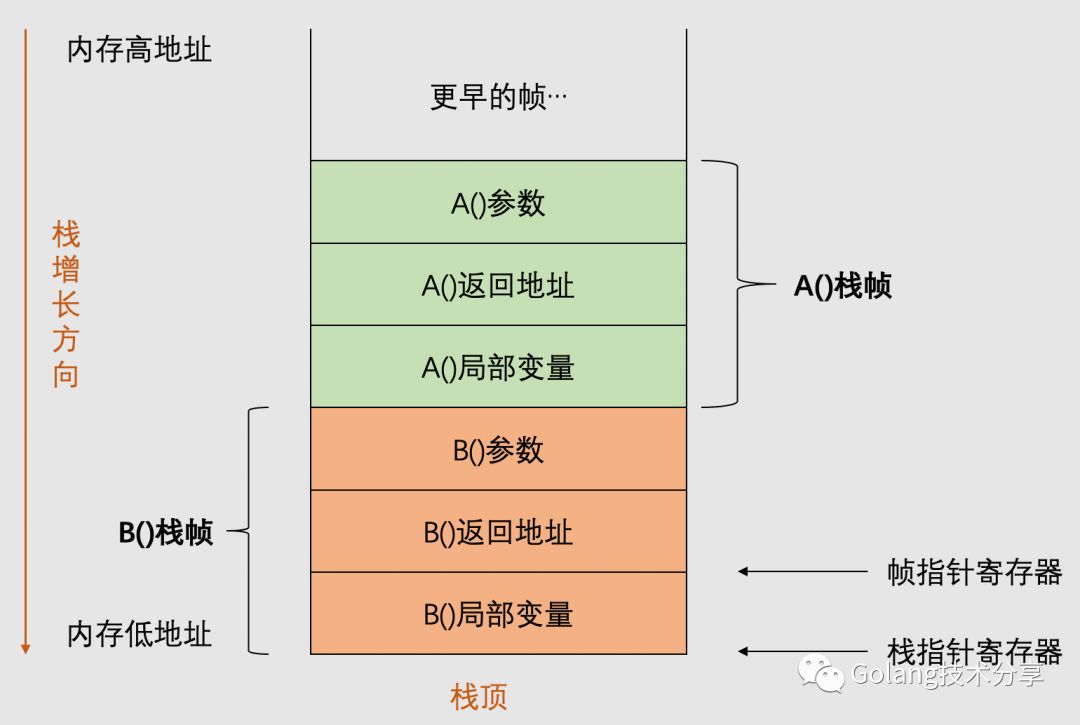 内存高地址
更早的帧…
A()参数
A()返回地址
A()栈帧
栈增长方向
A()局部变量
B()参数
B()栈帧
B()返回地址
帧指针寄存器
B()局部变量
内存低地址
栈指针寄存器
Golang技术分享
栈顶